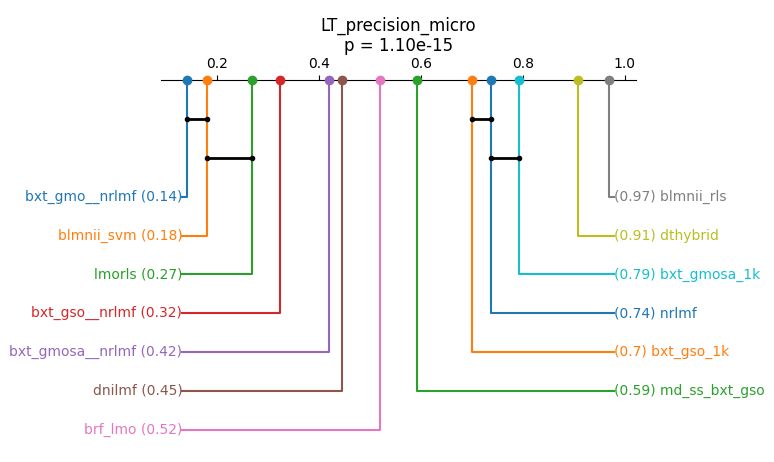 LT_precision_micro
p = 1.10e-15
0.2 0.4 0.6 0.8 1.0
bxt_gmo__nrlmf (0.14)
(0.97) blmnii_rls
blmnii_svm (0.18)
(0.91) dthybrid
lmorls (0.27)
(0.79) bxt_gmosa_1k
bxt_gso__nrlmf (0.32)
(0.74) nrlmf
bxt_gmosa__nrlmf (0.42)
(0.7) bxt_gso_1k
dnilmf (0.45)
(0.59) md_ss_bxt_gso
brf_lmo (0.52)